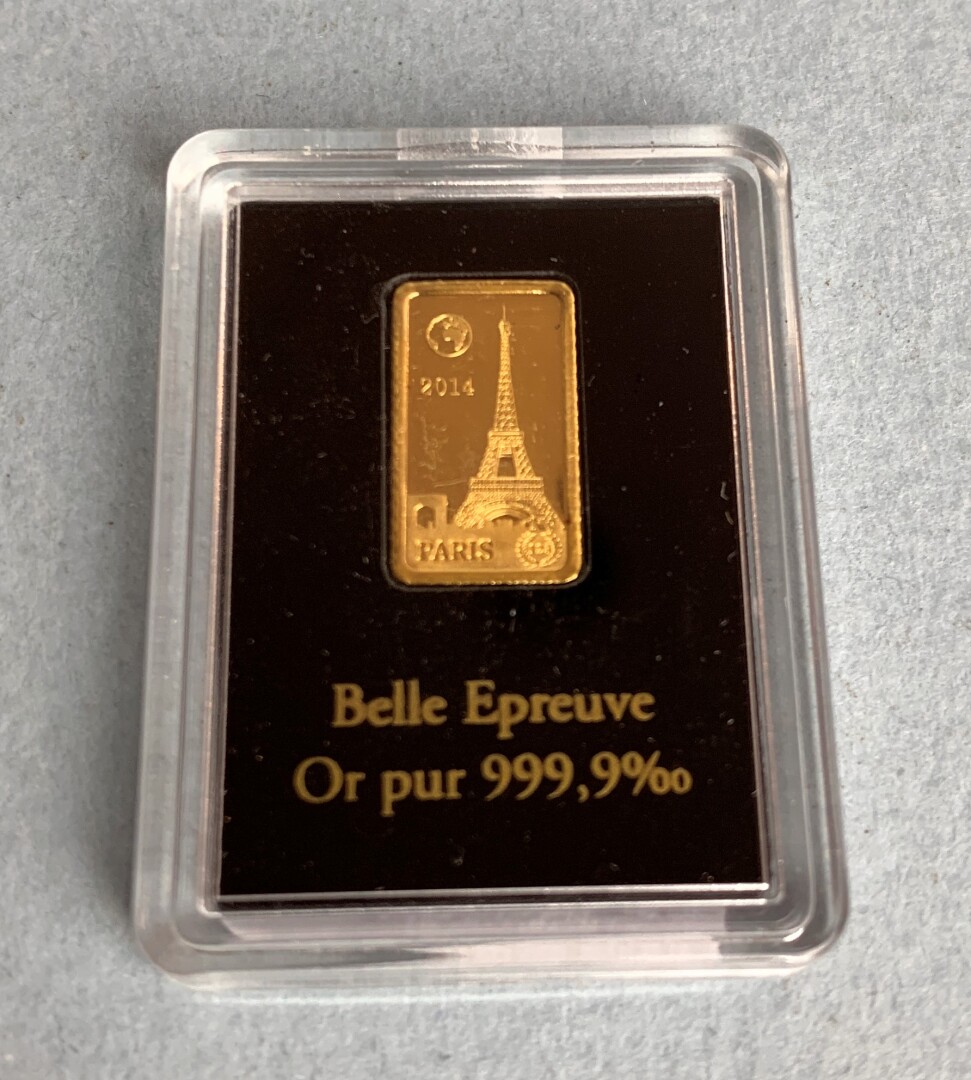 2014
PARIS
Belle Epreuve
Or pur 999,9‰